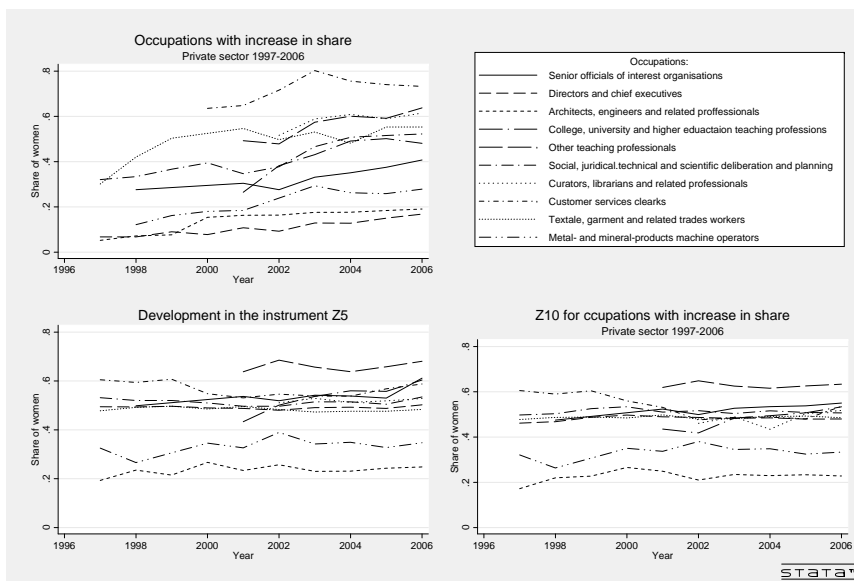 Occupations with increase in share
Private sector 1997-2006
Share of women
0 .2 .4 .6 .8
1996 1998 2000 2002 2004 2006
Year
Occupations:
Senior officials of interest organisations
Directors and chief executives
Architects, engineers and related proffessionals
College, university and higher eduactaion teaching professions
Other teaching professionals
Social, juridical.technical and scientific deliberation and planning
Curators, librarians and related professionals
Customer services clearks
Textale, garment and related trades workers
Metal- and mineral-products machine operators
Development in the instrument Z5
Share of women
0 .2 .4 .6 .8
1996 1998 2000 2002 2004 2006
Year
Z10 for ccupations with increase in share
Private sector 1997-2006
Share of women
0 .2 .4 .6 .8
1996 1998 2000 2002 2004 2006
Year
STATA™